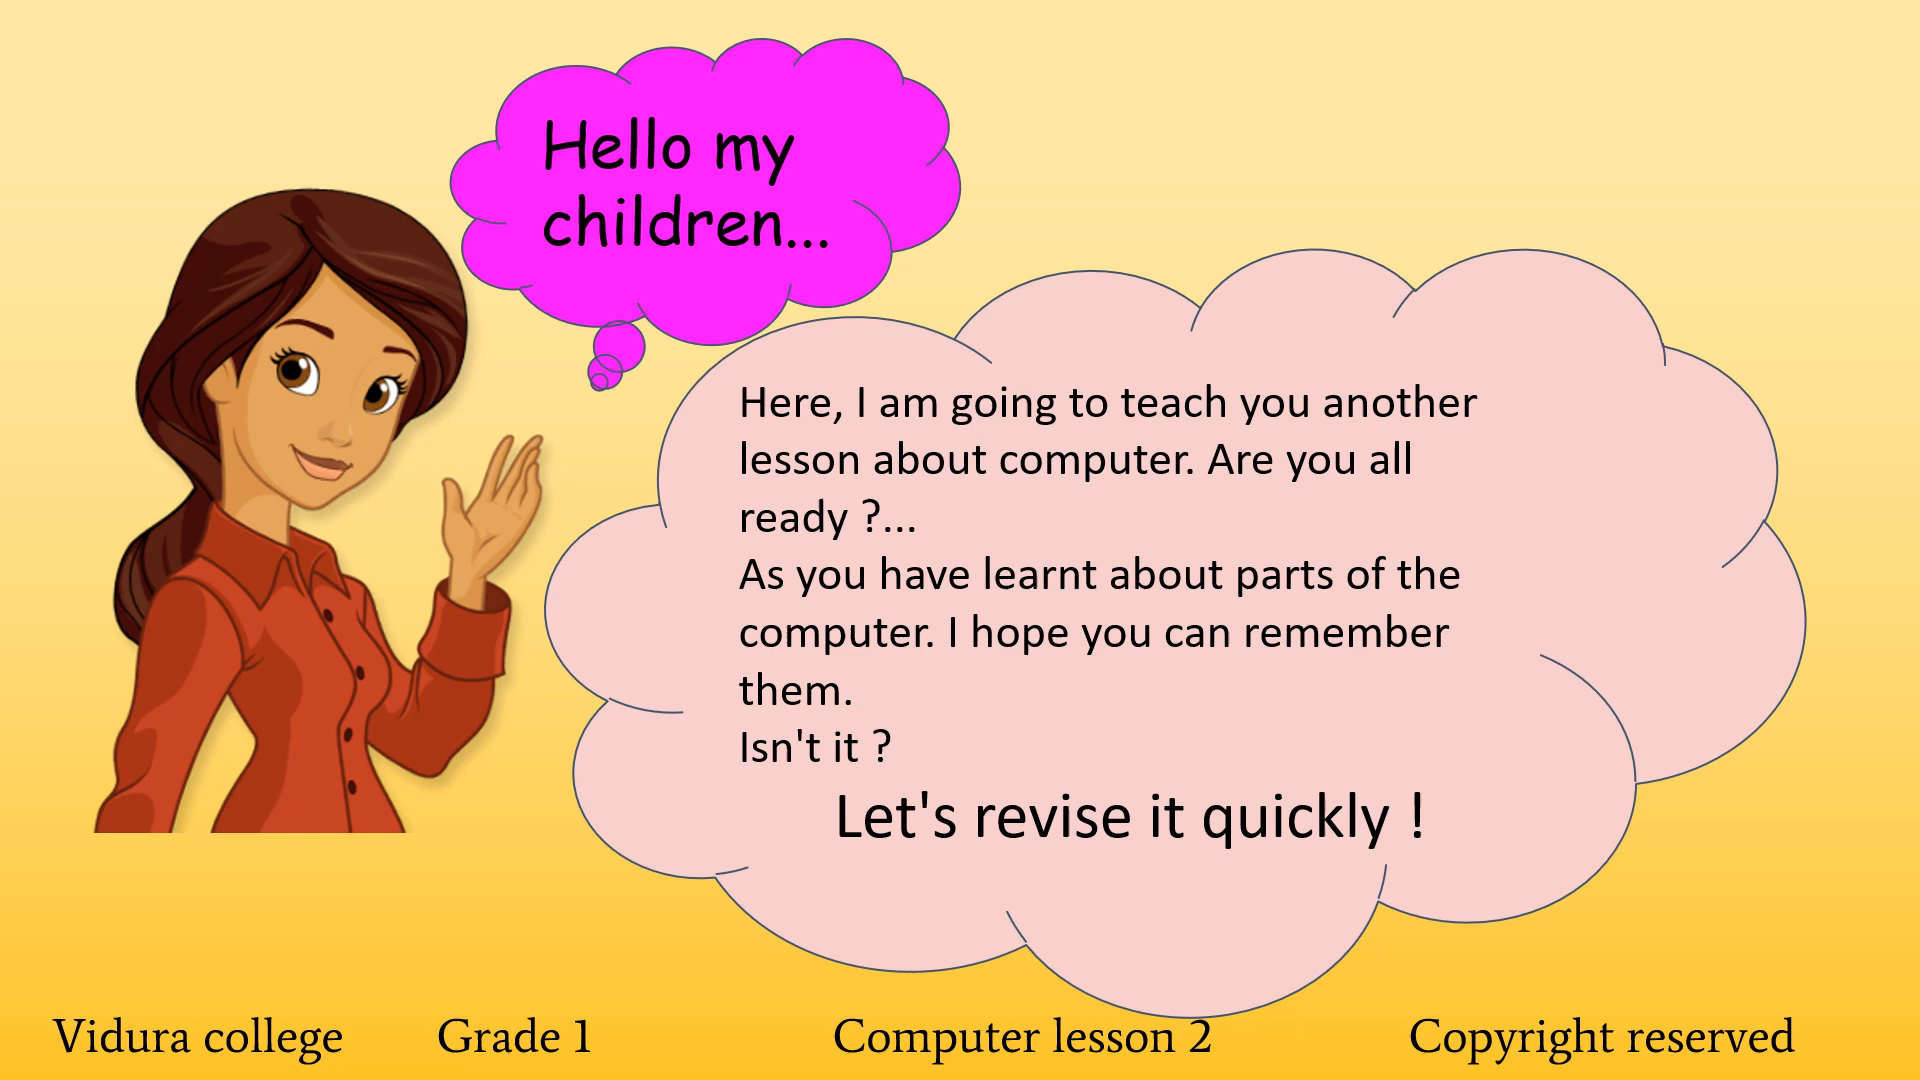 Hello my
children...
Here, I am going to teach you another
lesson about computer. Are you all
ready ?...
As you have learnt about parts of the
computer. I hope you can remember
them.
Isn't it ?
Let's revise it quickly !
Vidura college Grade 1 Computer lesson 2 Copyright reserved